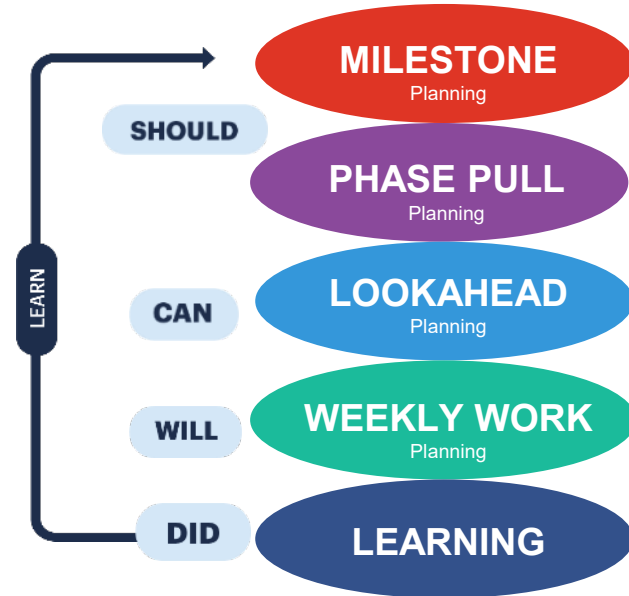 MILESTONE
Planning
SHOULD
PHASE PULL
Planning
LEARN
CAN
LOOKAHEAD
Planning
WILL
WEEKLY WORK
Planning
DID
LEARNING